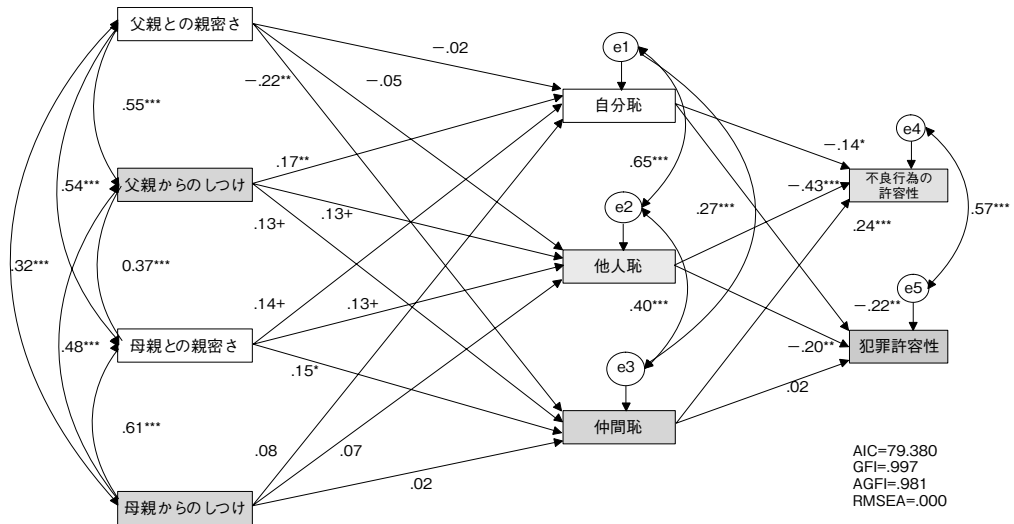 父親との親密さ
e1
−.02
−.22**
−.05
自分恥
.55***
e4
−.14*
.17**
.65***
父親からのしつけ
不良行為の
許容性
.54***
−.43***
.13+
e2
.27***
.57***
.13+
.24***
他人恥
.32***
0.37***
e5
.14+
.13+
.40***
−.22**
.48***
母親との親密さ
−.20**
犯罪許容性
.15*
e3
.02
.61***
仲間恥
.08
.07
.02
母親からのしつけ
AIC=79.380
GFI=.997
AGFI=.981
RMSEA=.000